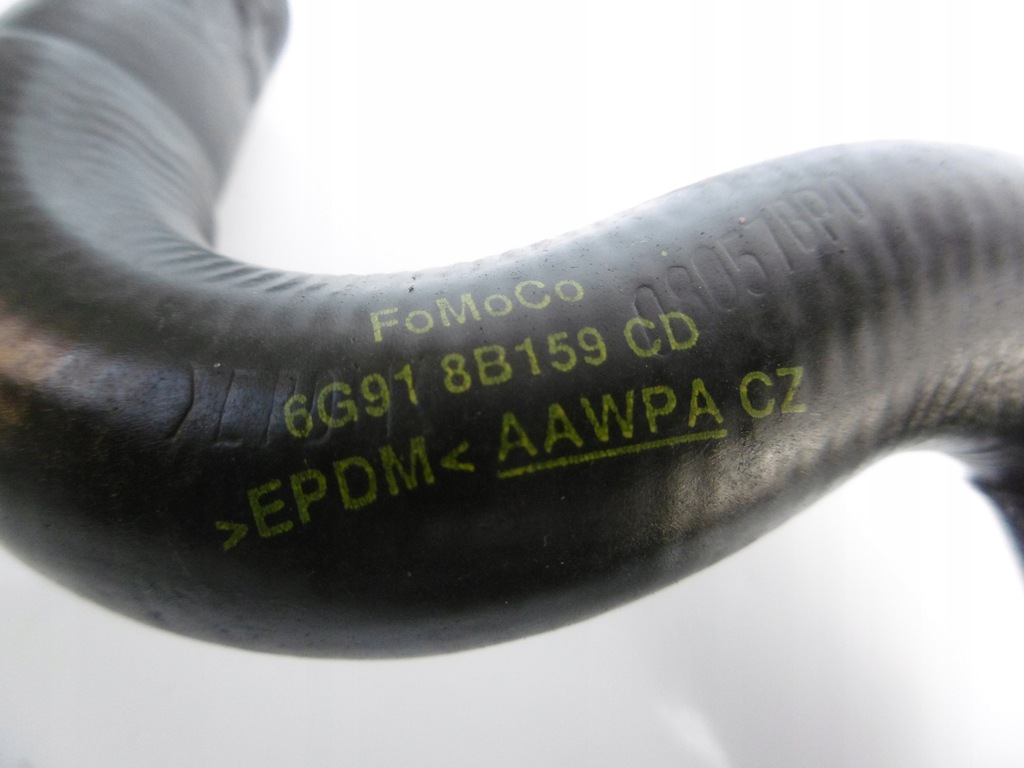 FoMoCo
6G91 8B159 CD
>EPDM< AAWPA CZ